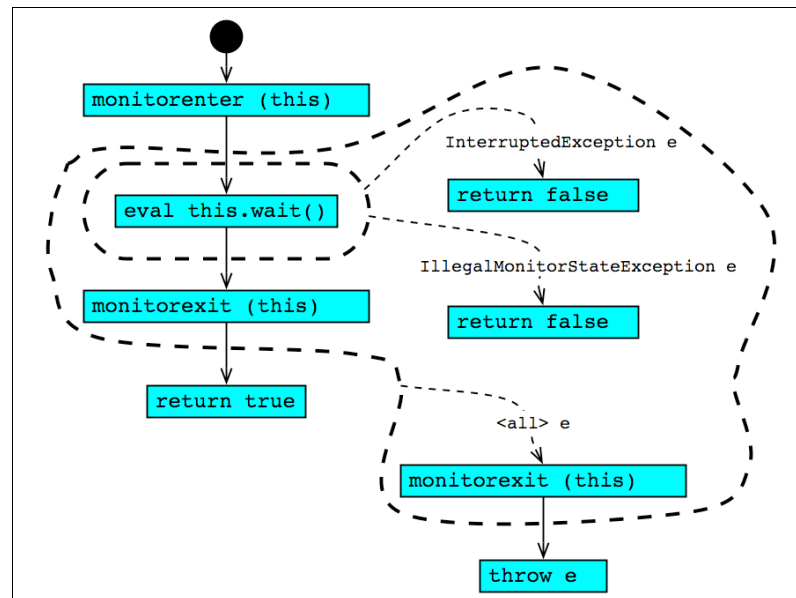 monitorenter (this)
InterruptedException e
return false
eval this.wait()
IllegalMonitorStateException e
monitorexit (this)
return false
return true
<all> e
monitorexit (this)
throw e